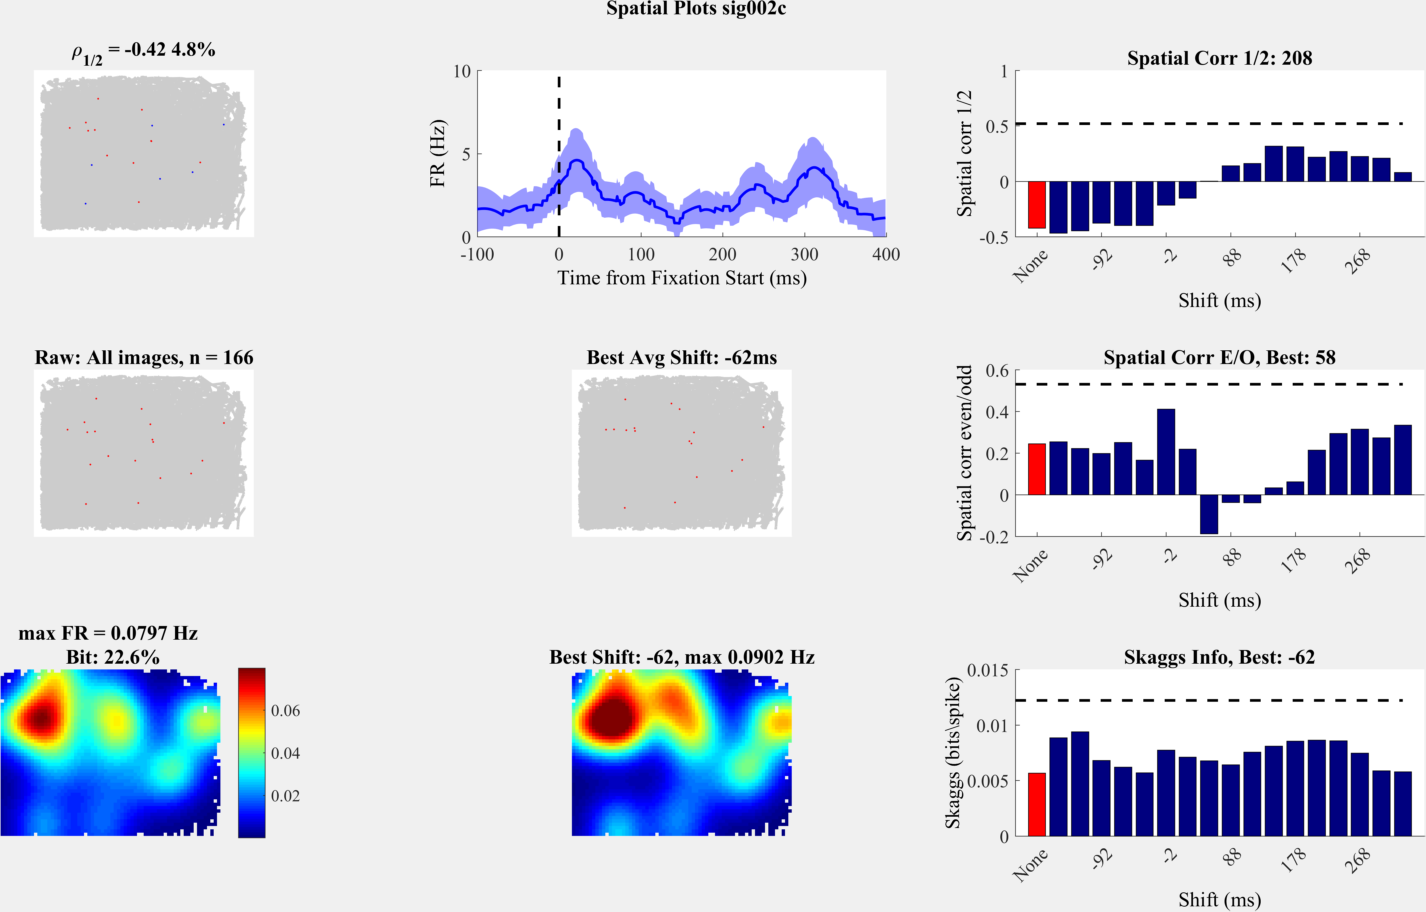 Spatial Plots sig002c
ρ1/2 = -0.42 4.8%
10
5
0
FR (Hz)
-100
0
100
200
300
400
Time from Fixation Start (ms)
Spatial Corr 1/2: 208
1
0.5
0
-0.5
Spatial corr 1/2
None
-92
-2
88
178
268
Shift (ms)
Raw: All images, n = 166
Best Avg Shift: -62ms
Spatial Corr E/O, Best: 58
0.6
0.4
0.2
0
-0.2
Spatial corr even/odd
None
-92
-2
88
178
268
Shift (ms)
max FR = 0.0797 Hz
Bit: 22.6%
0.06
0.04
0.02
Best Shift: -62, max 0.0902 Hz
Skaggs Info, Best: -62
0.015
0.01
0.005
0
Skaggs (bits\spike)
None
-92
-2
88
178
268
Shift (ms)